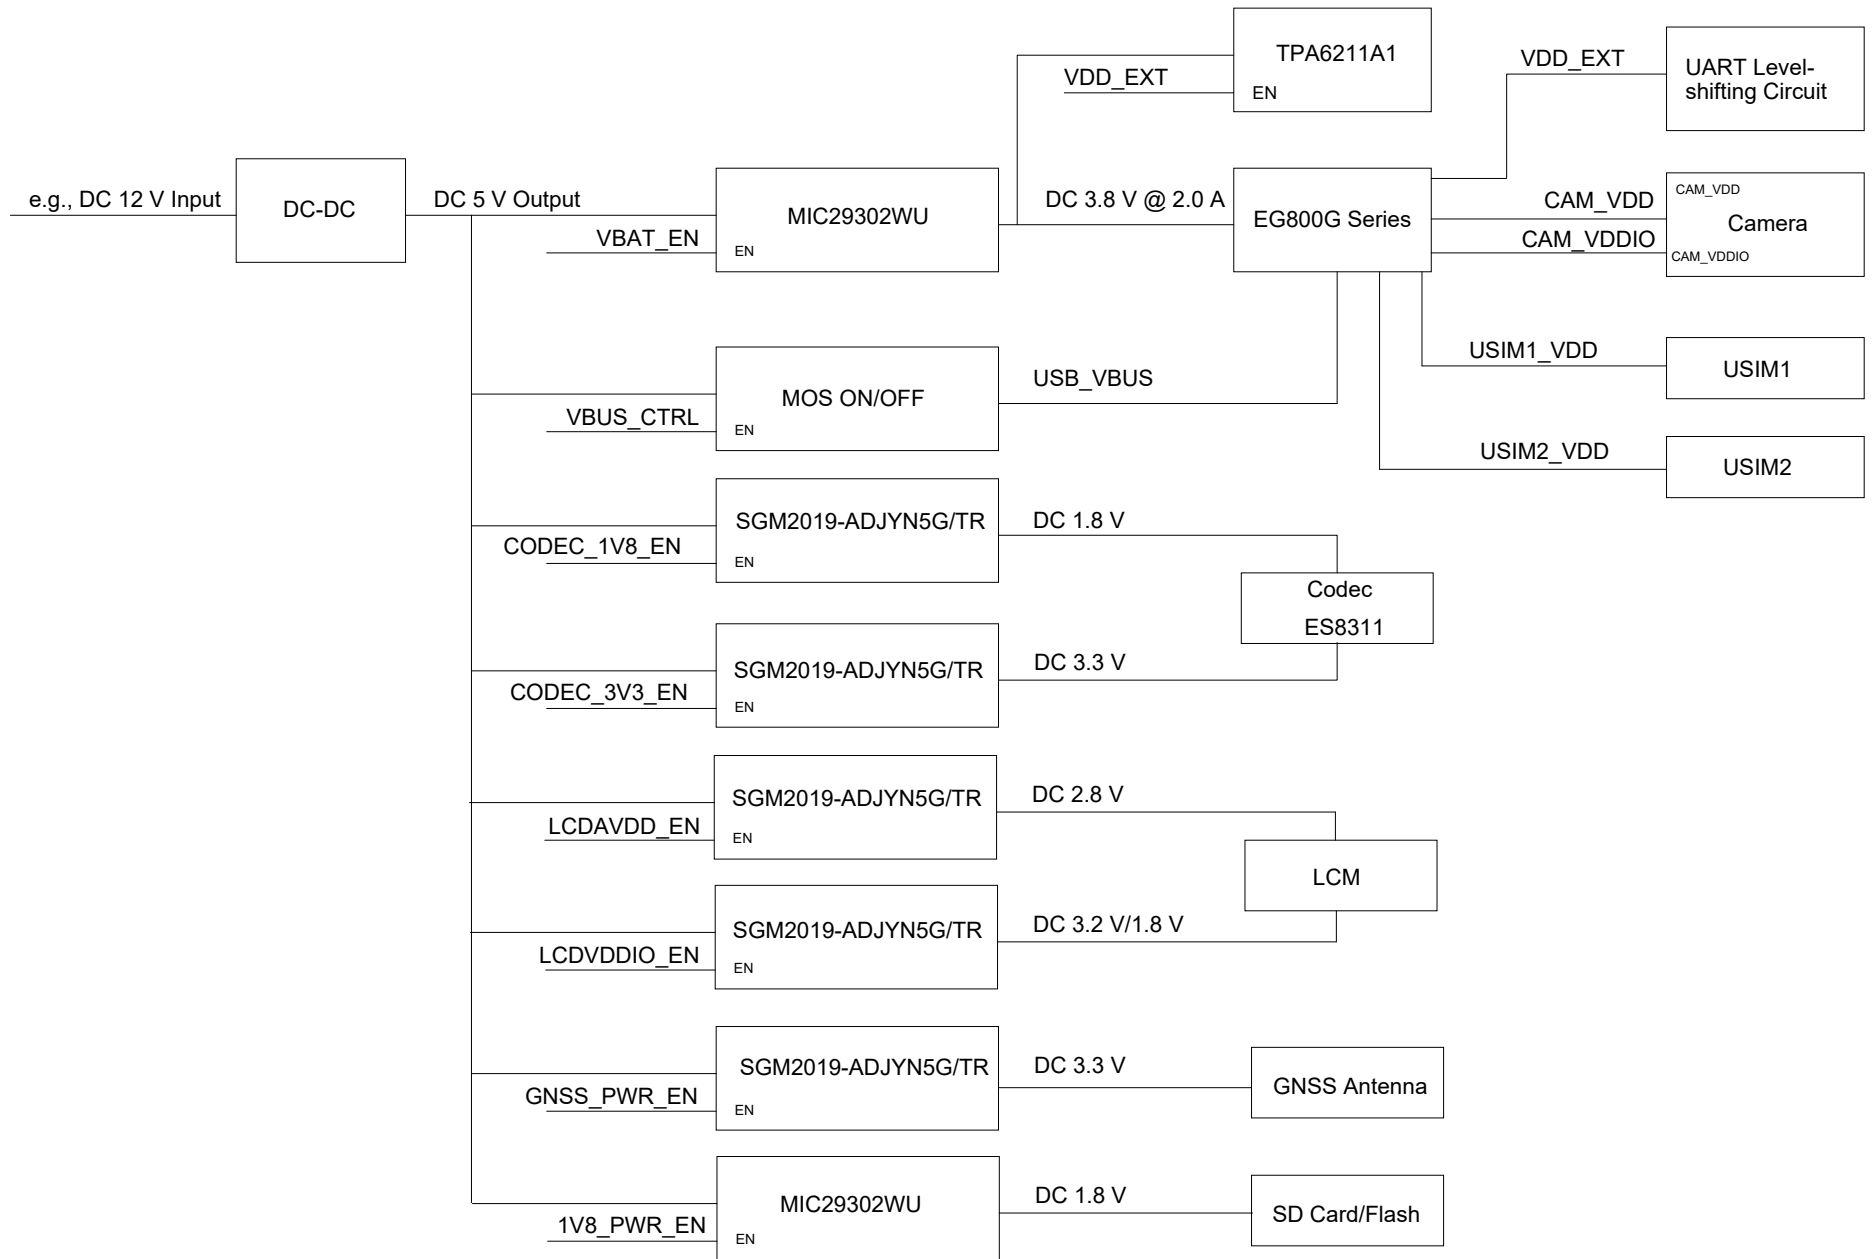 TPA6211A1
VDD_EXT
EN
VDD_EXT
UART Level-
shifting Circuit
e.g., DC 12 V Input
DC-DC
DC 5 V Output
VBAT_EN
MIC29302WU
EN
DC 3.8 V @ 2.0 A
EG800G Series
CAM_VDD
CAM_VDDIO
CAM_VDD
Camera
CAM_VDDIO
VBUS_CTRL
MOS ON/OFF
EN
USB_VBUS
USIM1_VDD
USIM1
USIM2_VDD
USIM2
CODEC_1V8_EN
SGM2019-ADJYN5G/TR
EN
DC 1.8 V
Codec
ES8311
CODEC_3V3_EN
SGM2019-ADJYN5G/TR
EN
DC 3.3 V
LCDAVDD_EN
SGM2019-ADJYN5G/TR
EN
DC 2.8 V
LCM
LCDVDDIO_EN
SGM2019-ADJYN5G/TR
EN
DC 3.2 V/1.8 V
GNSS_PWR_EN
SGM2019-ADJYN5G/TR
EN
DC 3.3 V
GNSS Antenna
1V8_PWR_EN
MIC29302WU
EN
DC 1.8 V
SD Card/Flash